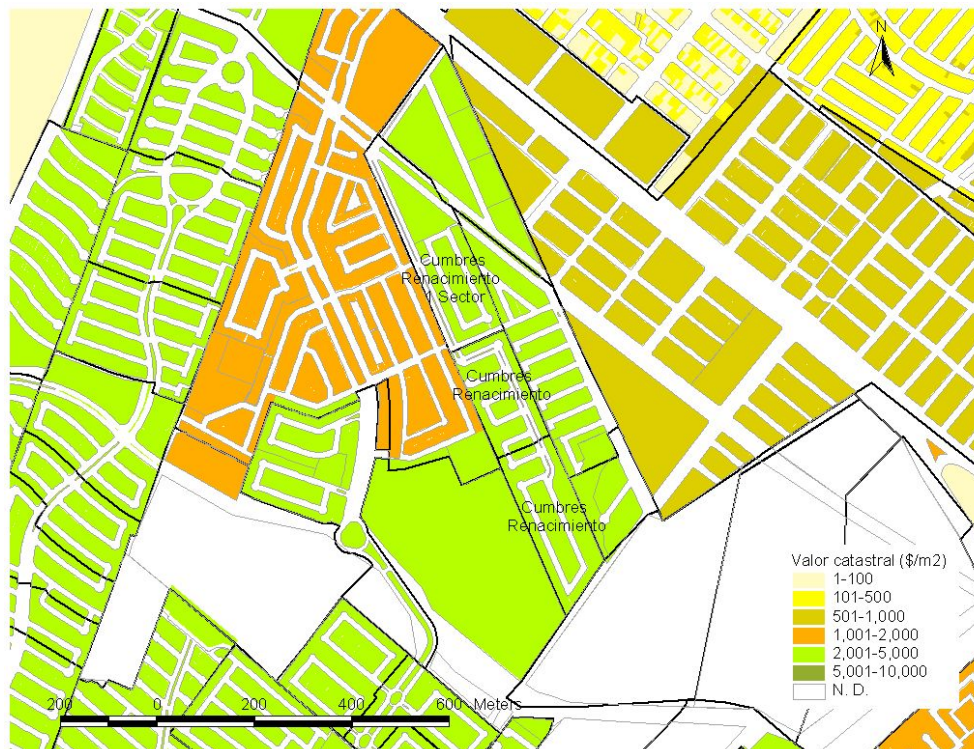 N
Cumbres
Renacimiento
1 Sector
Cumbres
Renacimiento
Cumbres
Renacimiento
Valor catastral ($/m2)
1-100
101-500
501-1,000
1,001-2,000
2,001-5,000
5,001-10,000
N. D.
200 0 200 400 600 Meters